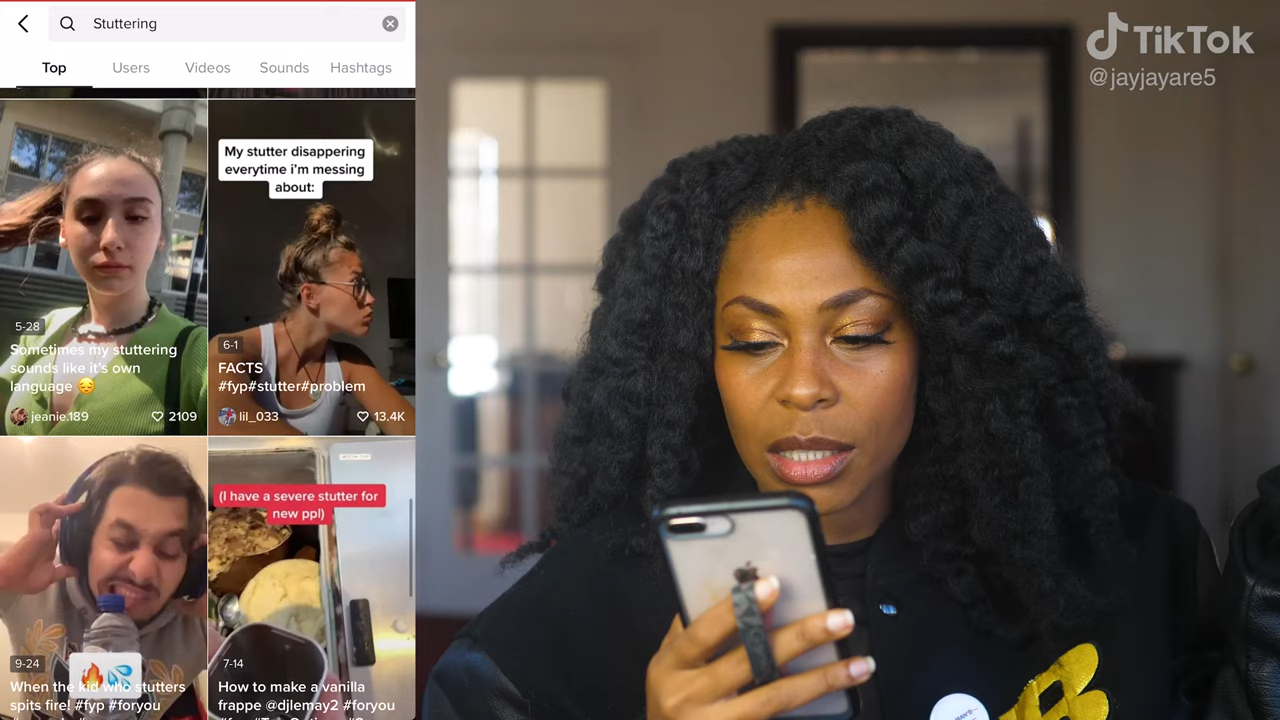 Stuttering
Top
Users
Videos
Sounds
Hashtags
5-28
Sometimes my stuttering
sounds like it's own
language 😔
jeanie.189
2109
My stutter disappering
everytime i'm messing
about:
6-1
FACTS
#fyp#stutter#problem
lil_033
13.4K
9-24
When the kid who stutters
spits fire! #fyp #foryou
(I have a severe stutter for
new ppl)
7-14
How to make a vanilla
frappe @djlemay2 #foryou
TikTok
@jayjayare5